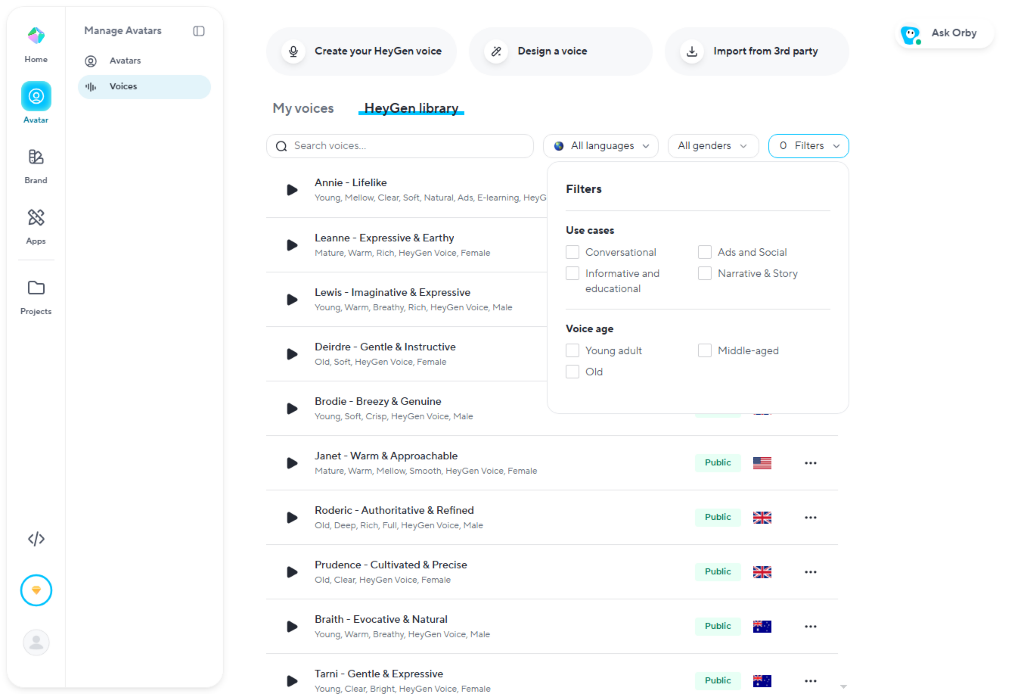 Home
Avatar
Brand
Apps
Projects
Manage Avatars
Avatars
Voices
Create your HeyGen voice
Design a voice
Import from 3rd party
Ask Orby
My voices
HeyGen library
Search voices...
All languages
All genders
0 Filters
Annie - Lifelike
Young, Mellow, Clear, Soft, Natural, Ads, E-learning, HeyG
Leanne - Expressive & Earthy
Mature, Warm, Rich, HeyGen Voice, Female
Lewis - Imaginative & Expressive
Young, Warm, Breathy, Rich, HeyGen Voice, Male
Deirdre - Gentle & Instructive
Old, Soft, HeyGen Voice, Female
Brodie - Breezy & Genuine
Young, Soft, Crisp, HeyGen Voice, Male
Janet - Warm & Approachable
Mature, Warm, Mellow, Smooth, HeyGen Voice, Female
Public
Roderic - Authoritative & Refined
Old, Deep, Rich, Full, HeyGen Voice, Male
Public
Prudence - Cultivated & Precise
Old, Clear, HeyGen Voice, Female
Public
Braith - Evocative & Natural
Young, Warm, Breathy, HeyGen Voice, Male
Public
Tarni - Gentle & Expressive
Young, Clear, Bright, HeyGen Voice, Female
Public
Filters
Use cases
Conversational
Ads and Social
Informative and
educational
Narrative & Story
Voice age
Young adult
Middle-aged
Old